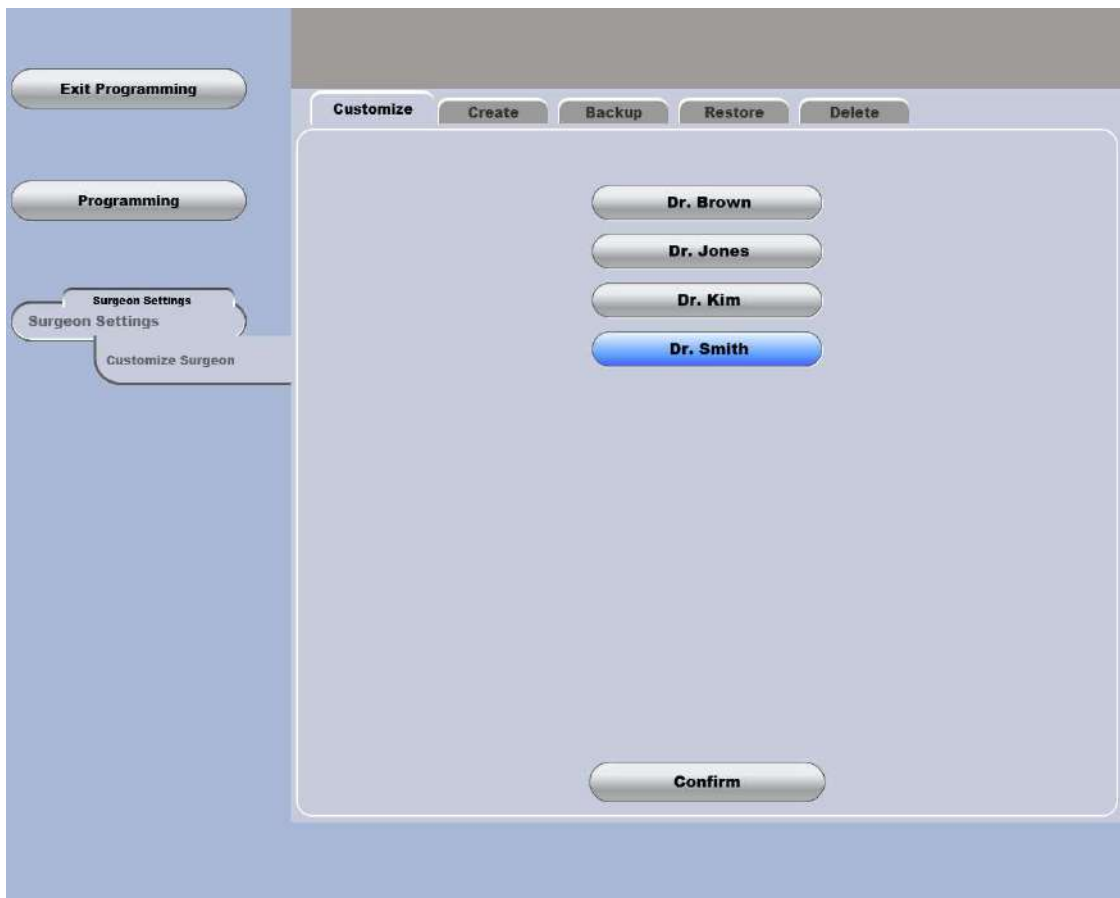 Exit Programming
Programming
Surgeon Settings
Surgeon Settings
Customize Surgeon
Customize
Create
Backup
Restore
Delete
Dr. Brown
Dr. Jones
Dr. Kim
Dr. Smith
Confirm